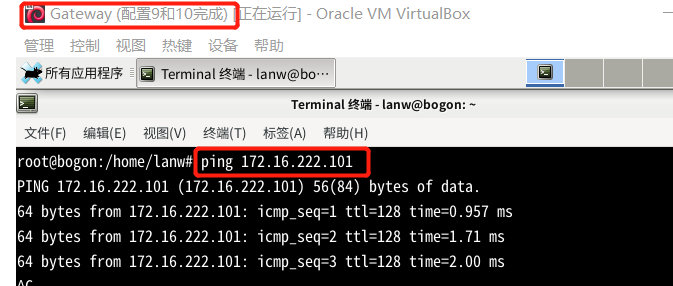 Gateway (配置9和10完成) [正在运行] - Oracle VM VirtualBox
管理 控制 视图 热键 设备 帮助
所有应用程序 Terminal 终端 - lanw@bo…
Terminal 终端 - lanw@bogon: ~
文件(F) 编辑(E) 视图(V) 终端(T) 标签(A) 帮助(H)
root@bogon:/home/lanw# ping 172.16.222.101
PING 172.16.222.101 (172.16.222.101) 56(84) bytes of data.
64 bytes from 172.16.222.101: icmp_seq=1 ttl=128 time=0.957 ms
64 bytes from 172.16.222.101: icmp_seq=2 ttl=128 time=1.71 ms
64 bytes from 172.16.222.101: icmp_seq=3 ttl=128 time=2.00 ms